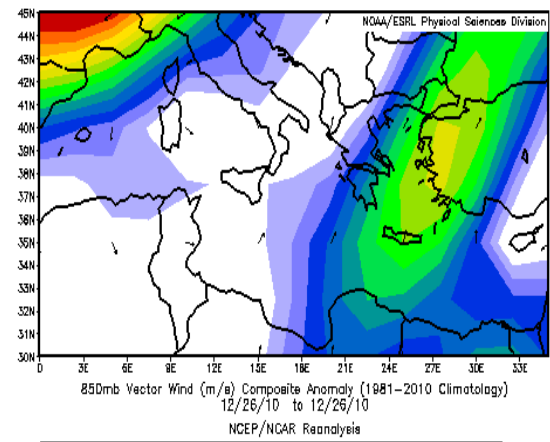 NOAA/ESRL Physical Sciences Division
45N
44N
43N
42N
41N
40N
39N
38N
37N
36N
35N
34N
33N
32N
31N
30N
0 3E 6E 9E 12E 15E 18E 21E 24E 27E 30E 33E
850mb Vector Wind (m/s) Composite Anomaly (1981-2010 Climatology)
12/26/10 to 12/26/10
NCEP/NCAR Reanalysis